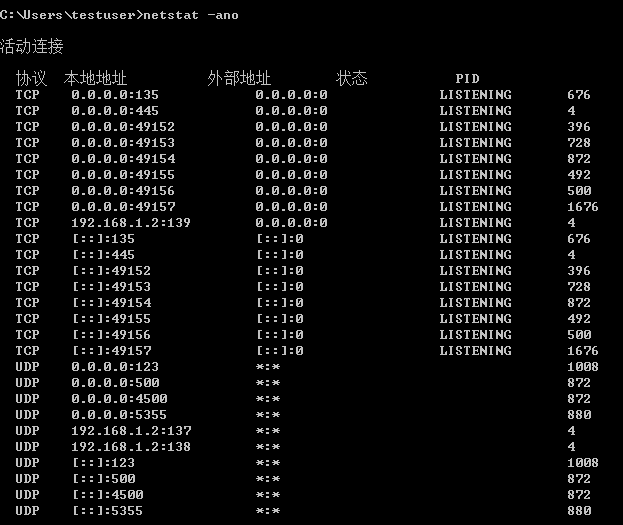 C:\Users\testuser>netstat -ano
活动连接
协议 本地地址 外部地址 状态 PID
TCP 0.0.0.0:135 0.0.0.0:0 LISTENING 676
TCP 0.0.0.0:445 0.0.0.0:0 LISTENING 4
TCP 0.0.0.0:49152 0.0.0.0:0 LISTENING 396
TCP 0.0.0.0:49153 0.0.0.0:0 LISTENING 728
TCP 0.0.0.0:49154 0.0.0.0:0 LISTENING 872
TCP 0.0.0.0:49155 0.0.0.0:0 LISTENING 492
TCP 0.0.0.0:49156 0.0.0.0:0 LISTENING 500
TCP 0.0.0.0:49157 0.0.0.0:0 LISTENING 1676
TCP 192.168.1.2:139 0.0.0.0:0 LISTENING 4
TCP [::]:135 [::]:0 LISTENING 676
TCP [::]:445 [::]:0 LISTENING 4
TCP [::]:49152 [::]:0 LISTENING 396
TCP [::]:49153 [::]:0 LISTENING 728
TCP [::]:49154 [::]:0 LISTENING 872
TCP [::]:49155 [::]:0 LISTENING 492
TCP [::]:49156 [::]:0 LISTENING 500
TCP [::]:49157 [::]:0 LISTENING 1676
UDP 0.0.0.0:123 *:* 1008
UDP 0.0.0.0:500 *:* 872
UDP 0.0.0.0:4500 *:* 872
UDP 0.0.0.0:5355 *:* 880
UDP 192.168.1.2:137 *:* 4
UDP 192.168.1.2:138 *:* 4
UDP [::]:123 *:* 1008
UDP [::]:500 *:* 872
UDP [::]:4500 *:* 872
UDP [::]:5355 *:* 880